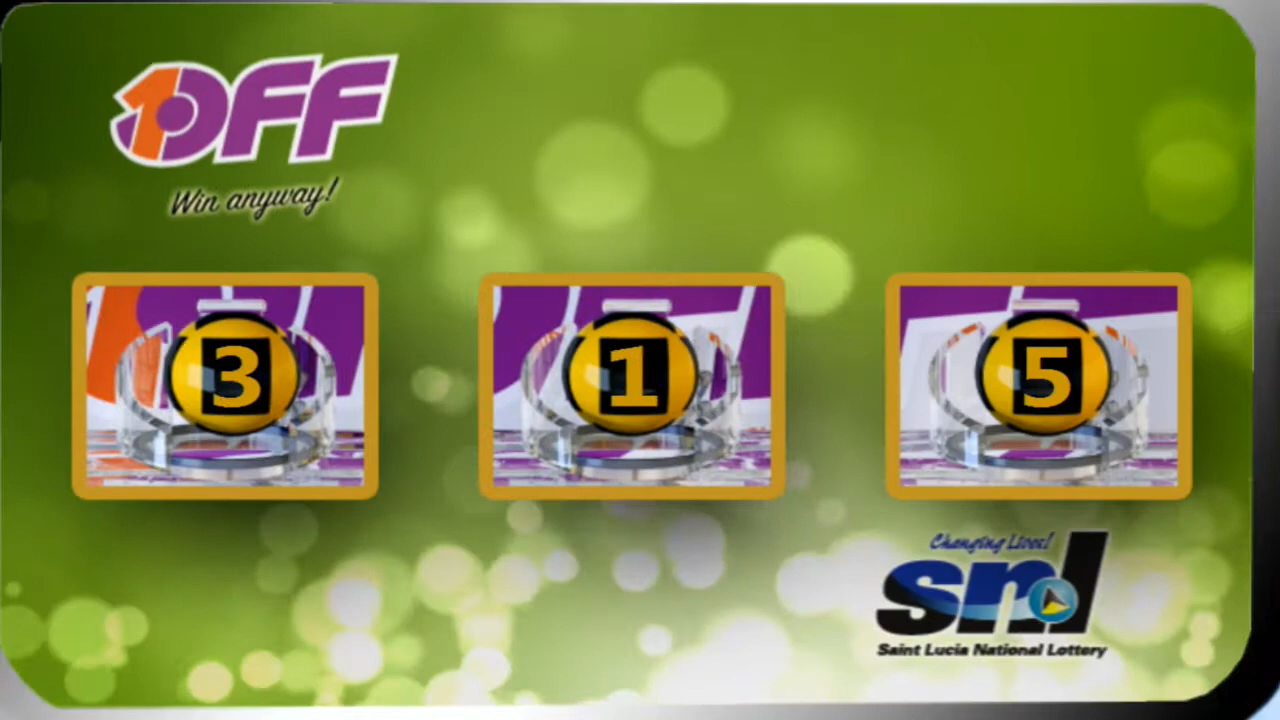 1OFF
Win anyway!
3 1 5
Changing Lives!
snl
Saint Lucia National Lottery